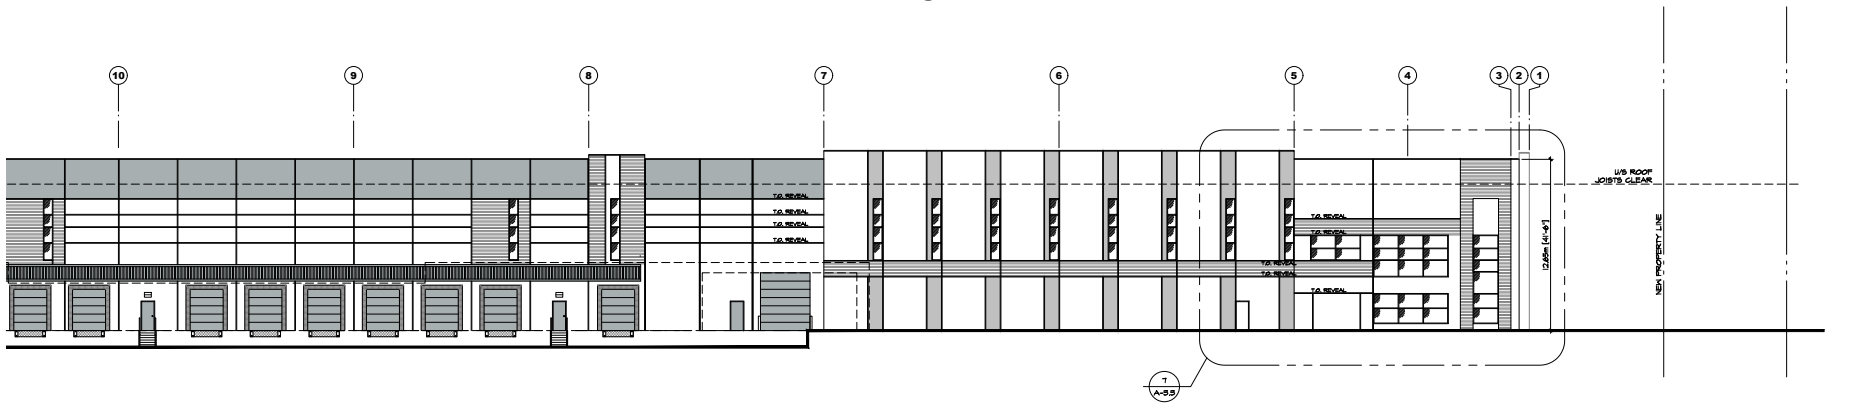 10 9 8 7 6 5 4 3 2 1
U/S ROOF
JOISTS CLEAR
T.O. REVEAL
T.O. REVEAL
T.O. REVEAL
T.O. REVEAL
T.O. REVEAL
T.O. REVEAL
T.O. REVEAL
T.O. REVEAL
T.O. REVEAL
12.65m [41'-6"]
NEW PROPERTY LINE
7
A-3.3